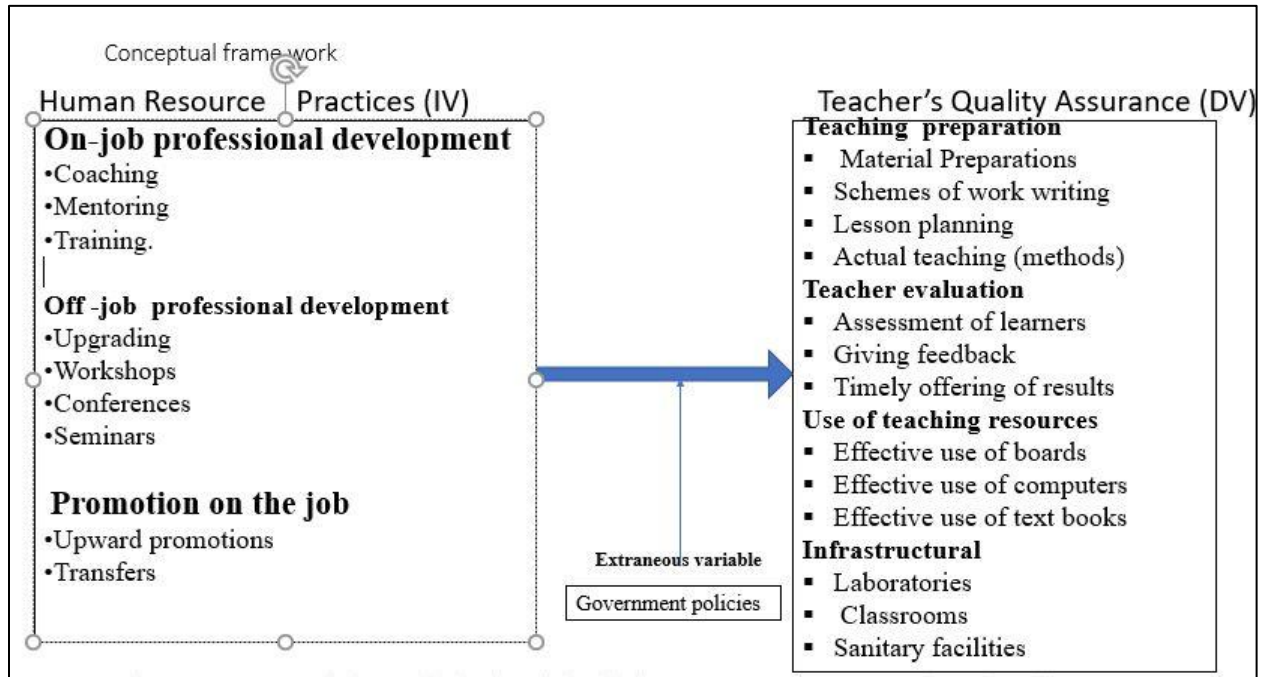 Conceptual frame work
Human Resource Practices (IV)
On-job professional development
•Coaching
•Mentoring
•Training.
Off -job professional development
•Upgrading
•Workshops
•Conferences
•Seminars
Promotion on the job
•Upward promotions
•Transfers
Extraneous variable
Government policies
Teacher’s Quality Assurance (DV)
Teaching preparation
▪ Material Preparations
▪ Schemes of work writing
▪ Lesson planning
▪ Actual teaching (methods)
Teacher evaluation
▪ Assessment of learners
▪ Giving feedback
▪ Timely offering of results
Use of teaching resources
▪ Effective use of boards
▪ Effective use of computers
▪ Effective use of text books
Infrastructural
▪ Laboratories
▪ Classrooms
▪ Sanitary facilities